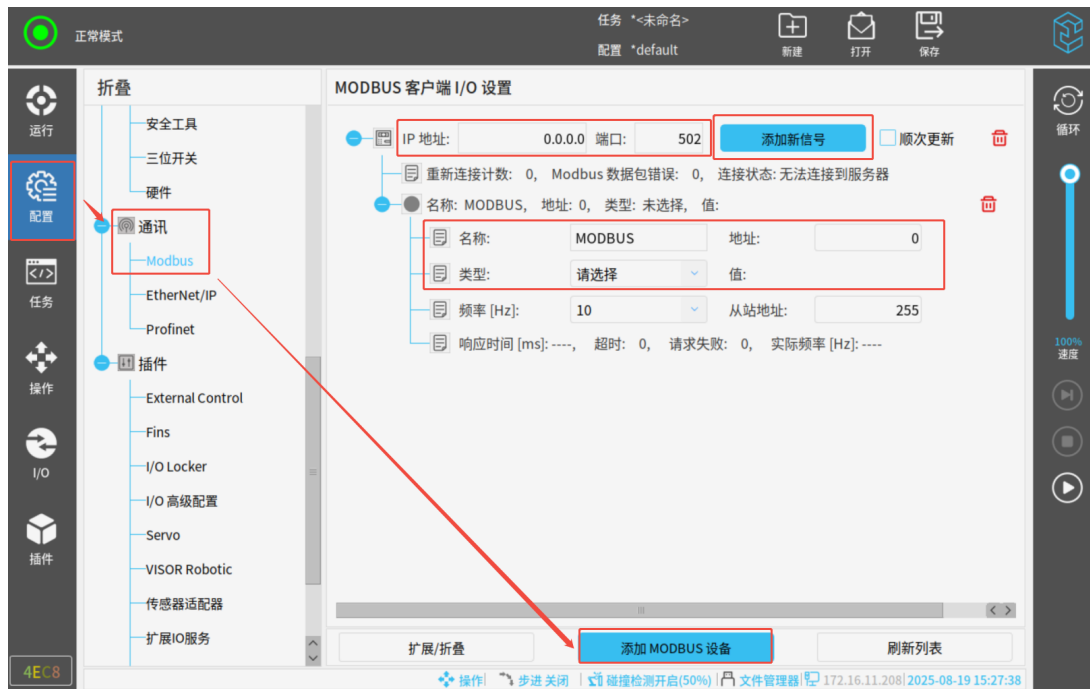 正常模式
任务 *<未命名>
配置 *default
新建
打开
保存
运行
配置
任务
操作
I/O
插件
4EC8
折叠
安全工具
三位开关
硬件
通讯
Modbus
EtherNet/IP
Profinet
插件
External Control
Fins
I/O Locker
I/O 高级配置
Servo
VISOR Robotic
传感器适配器
扩展IO服务
MODBUS 客户端 I/O 设置
IP 地址: 0.0.0.0 端口: 502 添加新信号 顺次更新
重新连接计数: 0, Modbus 数据包错误: 0, 连接状态: 无法连接到服务器
名称: MODBUS, 地址: 0, 类型: 未选择, 值:
名称: MODBUS 地址: 0
类型: 请选择 值:
频率 [Hz]: 10 从站地址: 255
响应时间 [ms]: ----, 超时: 0, 请求失败: 0, 实际频率 [Hz]: ----
扩展/折叠 添加 MODBUS 设备 刷新列表
操作 步进 关闭 碰撞检测开启(50%) 文件管理器 172.16.11.208 2025-08-19 15:27:38
循环
100%
速度